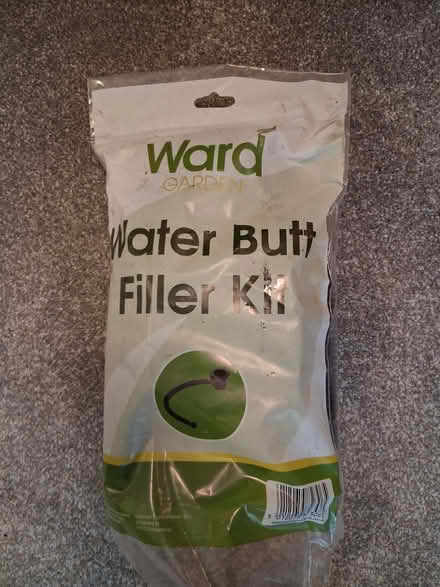 Ward
GARDEN
Water Butt
Filler Kit